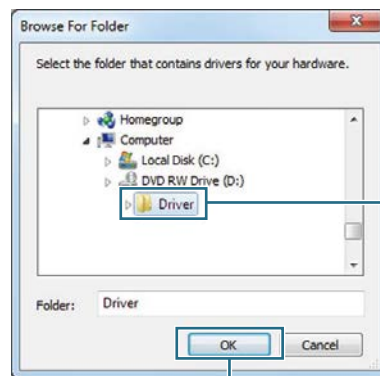 Browse For Folder
Select the folder that contains drivers for your hardware.
Homegroup
Computer
Local Disk (C:)
DVD RW Drive (D:)
Driver
Folder: Driver
OK Cancel